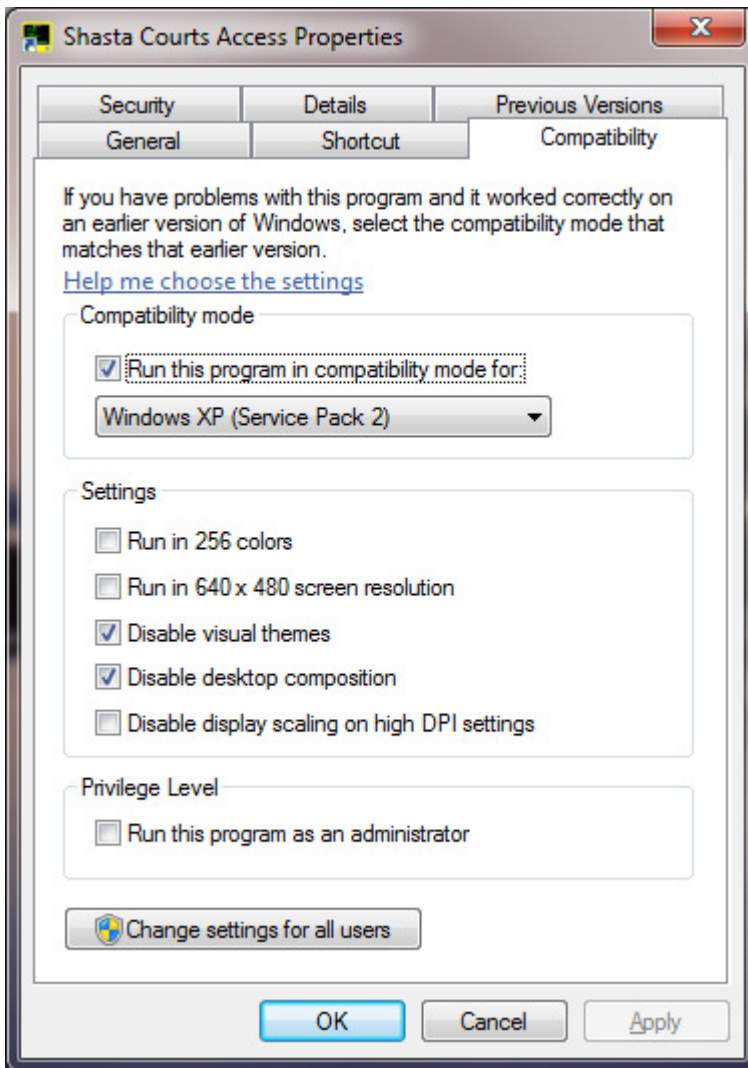 Shasta Courts Access Properties
Security Details Previous Versions
General Shortcut Compatibility
If you have problems with this program and it worked correctly on
an earlier version of Windows, select the compatibility mode that
matches that earlier version.
Help me choose the settings
Compatibility mode
Run this program in compatibility mode for:
Windows XP (Service Pack 2)
Settings
Run in 256 colors
Run in 640 x 480 screen resolution
Disable visual themes
Disable desktop composition
Disable display scaling on high DPI settings
Privilege Level
Run this program as an administrator
Change settings for all users
OK Cancel Apply